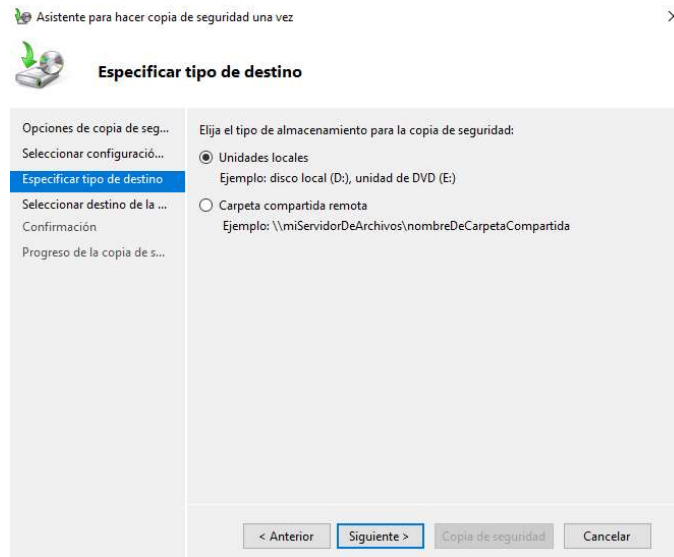 Asistente para hacer copia de seguridad una vez
Especificar tipo de destino
Opciones de copia de seg...
Seleccionar configuració...
Especificar tipo de destino
Seleccionar destino de la ...
Confirmación
Progreso de la copia de s...
Elija el tipo de almacenamiento para la copia de seguridad:
Unidades locales
Ejemplo: disco local (D:), unidad de DVD (E:)
Carpeta compartida remota
Ejemplo: \\miServidorDeArchivos\nombreDeCarpetaCompartida
< Anterior
Siguiente >
Copia de seguridad
Cancelar